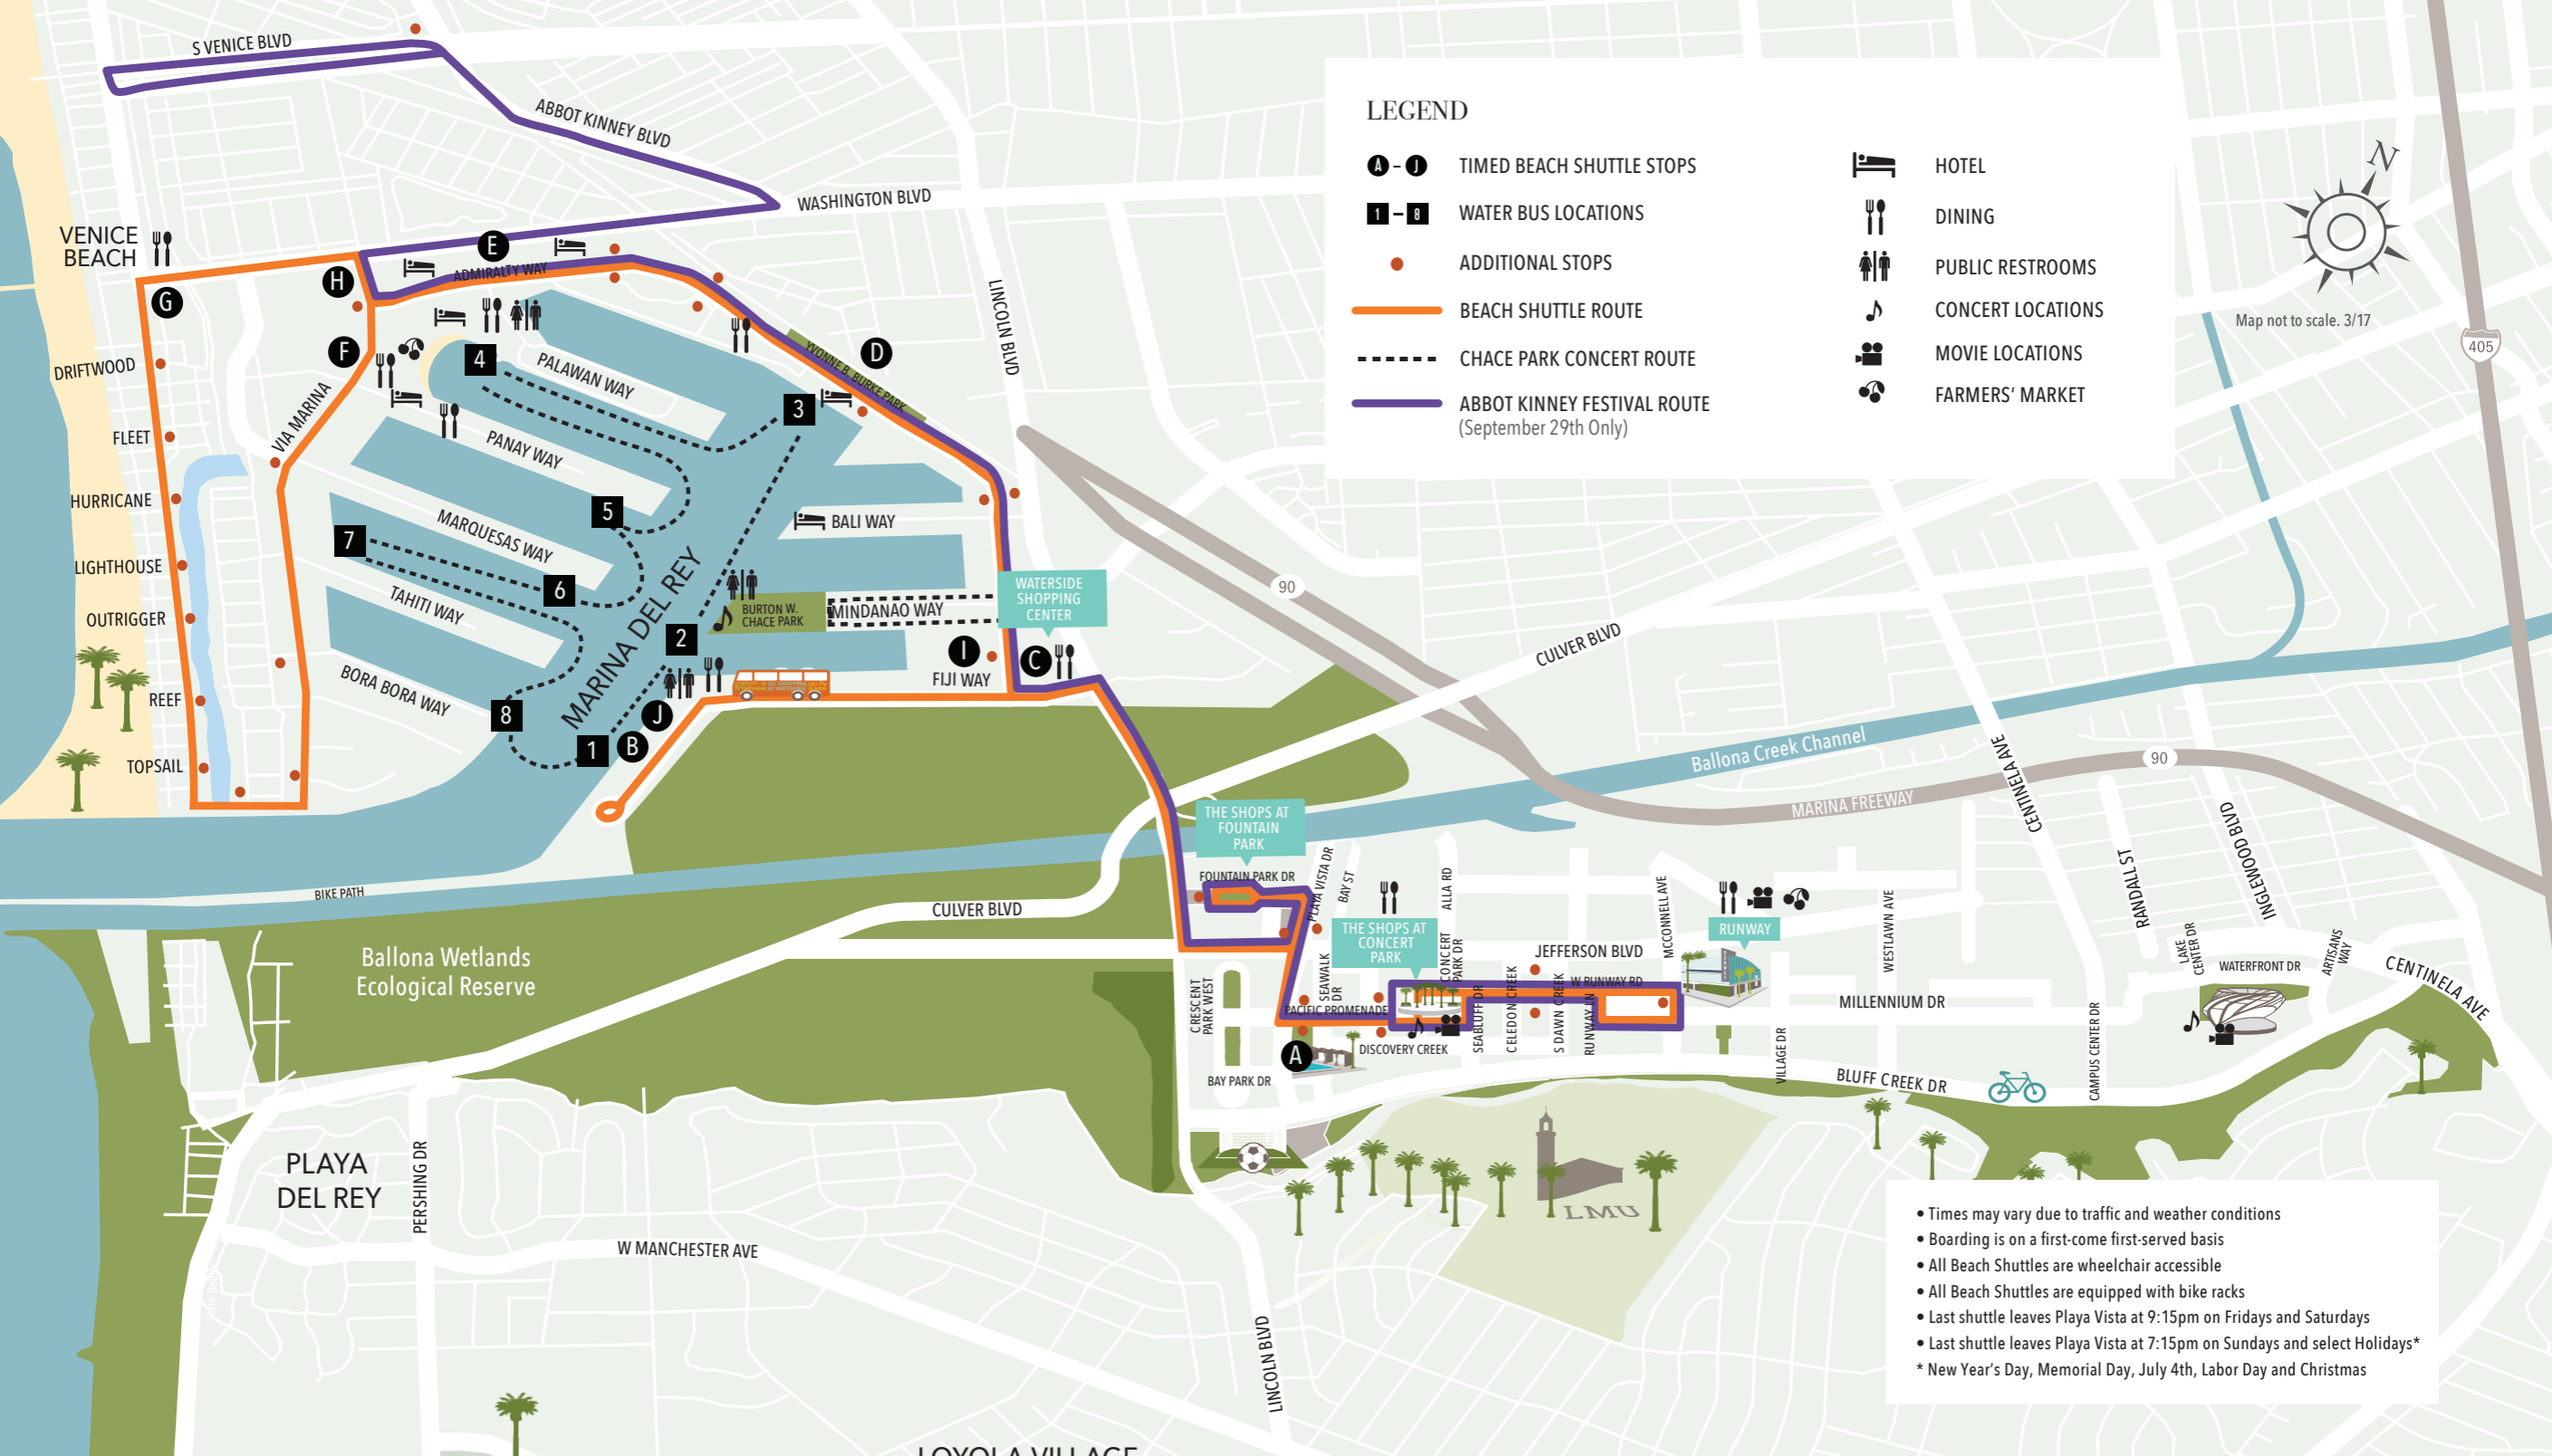 S VENICE BLVD
ABBOT KINNEY BLVD
WASHINGTON BLVD
VENICE
BEACH
E
ADMIRALTY WAY
H
G
F
D
YVONNE B. BURKE PARK
LINCOLN BLVD
DRIFTWOOD
FLEET
HURRICANE
LIGHTHOUSE
OUTRIGGER
REEF
TOPSAIL
VIA MARINA
4
PALAWAN WAY
3
PANAY WAY
5
BALI WAY
MARQUESAS WAY
7
6
TAHITI WAY
MARINA DEL REY
BURTON W.
CHACE PARK
MINDANAO WAY
2
WATERSIDE
SHOPPING
CENTER
I
C
FIJI WAY
BORA BORA WAY
8
J
1
B
LEGEND
A – J
TIMED BEACH SHUTTLE STOPS
1 – 8
WATER BUS LOCATIONS
ADDITIONAL STOPS
BEACH SHUTTLE ROUTE
CHACE PARK CONCERT ROUTE
ABBOT KINNEY FESTIVAL ROUTE
(September 29th Only)
HOTEL
DINING
PUBLIC RESTROOMS
CONCERT LOCATIONS
MOVIE LOCATIONS
FARMERS' MARKET
N
Map not to scale. 3/17
405
90
CULVER BLVD
Ballona Creek Channel
90
MARINA FREEWAY
CENTINELA AVE
RANDALL ST
INGLEWOOD BLVD
BIKE PATH
CULVER BLVD
Ballona Wetlands
Ecological Reserve
THE SHOPS AT
FOUNTAIN
PARK
FOUNTAIN PARK DR
PLAYA VISTA DR
BAY ST
ALLA RD
THE SHOPS AT
CONCERT
PARK
CONCERT
PARK DR
JEFFERSON BLVD
MCCONNELL AVE
RUNWAY
WESTLAWN AVE
LAKE
CENTER DR
WATERFRONT DR
ARTISANS
WAY
CENTINELA AVE
CRESCENT
PARK WEST
SEAWALK
DR
PACIFIC PROMENADE
W RUNWAY RD
MILLENNIUM DR
SEABLUFF DR
CELEDON CREEK
S DAWN CREEK
RUNWAY LN
A
DISCOVERY CREEK
BAY PARK DR
VILLAGE DR
BLUFF CREEK DR
CAMPUS CENTER DR
LMU
PLAYA
DEL REY
PERSHING DR
W MANCHESTER AVE
LINCOLN BLVD
LOYOLA VILLAGE
• Times may vary due to traffic and weather conditions
• Boarding is on a first-come first-served basis
• All Beach Shuttles are wheelchair accessible
• All Beach Shuttles are equipped with bike racks
• Last shuttle leaves Playa Vista at 9:15pm on Fridays and Saturdays
• Last shuttle leaves Playa Vista at 7:15pm on Sundays and select Holidays*
* New Year's Day, Memorial Day, July 4th, Labor Day and Christmas